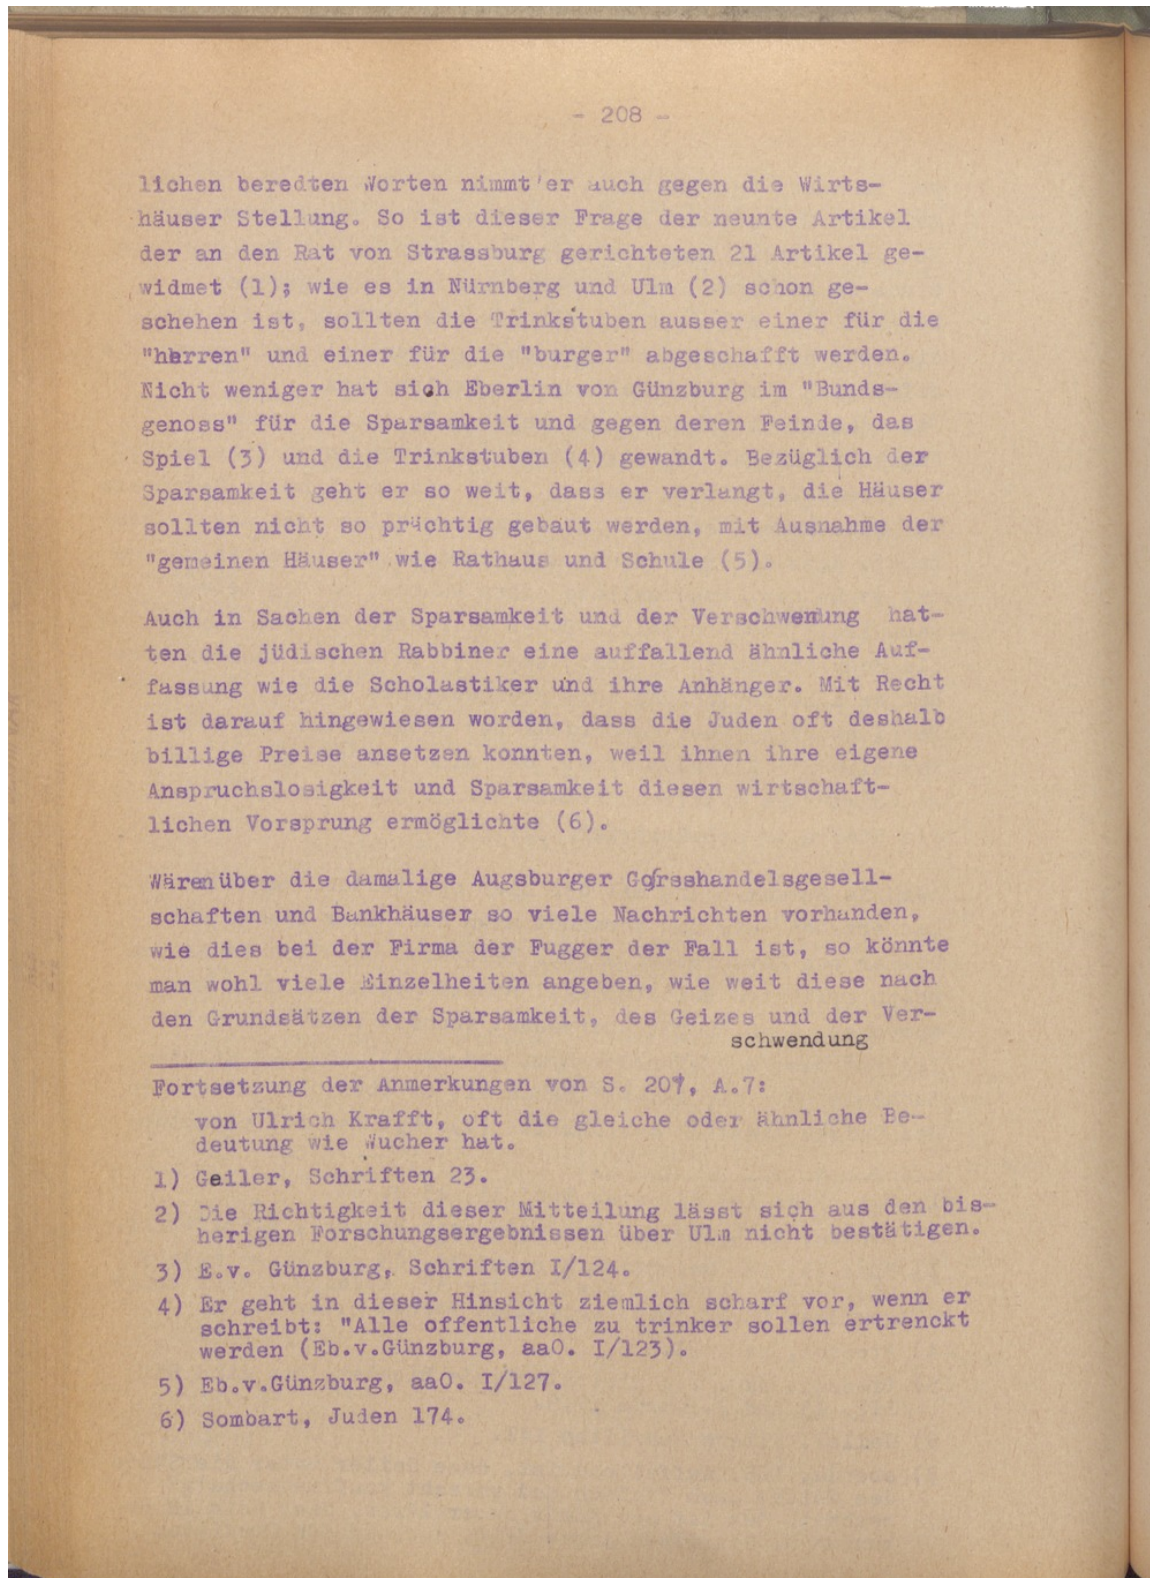 - 208 -
lichen beredten Worten nimmt er auch gegen die Wirts-
häuser Stellung. So ist dieser Frage der neunte Artikel
der an den Rat von Strassburg gerichteten 21 Artikel ge-
widmet (1); wie es in Nürnberg und Ulm (2) schon ge-
schehen ist, sollten die Trinkstuben ausser einer für die
"herren" und einer für die "burger" abgeschafft werden.
Nicht weniger hat sich Eberlin von Günzburg im "Bunds-
genoss" für die Sparsamkeit und gegen deren Feinde, das
Spiel (3) und die Trinkstuben (4) gewandt. Bezüglich der
Sparsamkeit geht er so weit, dass er verlangt, die Häuser
sollten nicht so prächtig gebaut werden, mit Ausnahme der
"gemeinen Häuser" wie Rathaus und Schule (5).
Auch in Sachen der Sparsamkeit und der Verschwendung hat-
ten die jüdischen Rabbiner eine auffallend ähnliche Auf-
fassung wie die Scholastiker und ihre Anhänger. Mit Recht
ist darauf hingewiesen worden, dass die Juden oft deshalb
billige Preise ansetzen konnten, weil ihnen ihre eigene
Anspruchslosigkeit und Sparsamkeit diesen wirtschaft-
lichen Vorsprung ermöglichte (6).
Wären über die damalige Augsburger Gorsshandelsgesell-
schaften und Bankhäuser so viele Nachrichten vorhanden,
wie dies bei der Firma der Fugger der Fall ist, so könnte
man wohl viele Einzelheiten angeben, wie weit diese nach
den Grundsätzen der Sparsamkeit, des Geizes und der Ver-
schwendung
Fortsetzung der Anmerkungen von S. 207, A.7:
von Ulrich Krafft, oft die gleiche oder ähnliche Be-
deutung wie Wucher hat.
1) Geiler, Schriften 23.
2) Die Richtigkeit dieser Mitteilung lässt sich aus den bis-
herigen Forschungsergebnissen über Ulm nicht bestätigen.
3) E.v. Günzburg, Schriften I/124.
4) Er geht in dieser Hinsicht ziemlich scharf vor, wenn er
schreibt: "Alle offentliche zu trinker sollen ertrenckt
werden (Eb.v.Günzburg, aaO. I/123).
5) Eb.v.Günzburg, aaO. I/127.
6) Sombart, Juden 174.